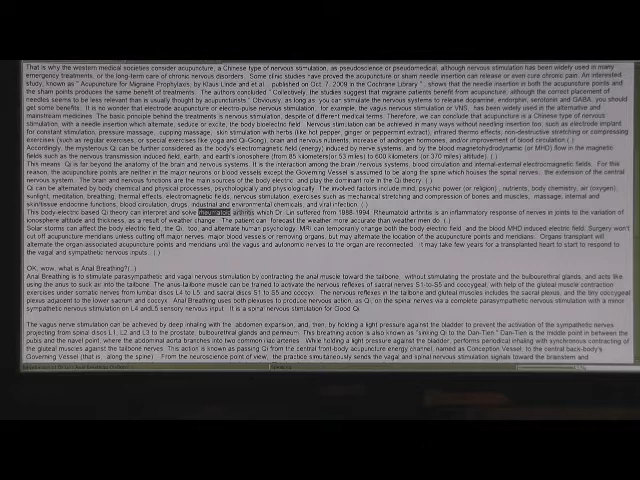 That is why the western medical societies consider acupuncture, a Chinese type of nervous stimulation, as pseudoscience or pseudomedical, although nervous stimulation has been widely used in many
emergency treatments, or the long-term care of chronic nervous disorders. Some clinic studies have proved the acupuncture or sham needle insertion can release or even cure chronic pain. An interested
study, known as " Acupuncture for Migraine Prophylaxis, by Klaus Linde and et al. published on Oct. 7, 2009 in the Cochrane Library ", shows that the needle insertion in both the acupuncture points and
the sham points produces the same benefit of treatments. The authors concluded " Collectively, the studies suggest that migraine patients benefit from acupuncture, although the correct placement of
needles seems to be less relevant than is usually thought by acupuncturists." Obviously, as long as you can stimulate the nervous systems to release dopamine, endorphin, serotonin and GABA, you should
get some benefits. It is no wonder that electrode acupuncture or electro-pulse nervous stimulation, for example, the vagus nervous stimulation or VNS, has been widely used in the alternative and
mainstream medicines. The basic principle behind the treatments is nervous stimulation, despite of different medical terms. Therefore, we can conclude that acupuncture is a Chinese type of nervous
stimulation, with a needle insertion which alternate, seduce or excite, the body bioelectric field. Nervous stimulation can be achieved in many ways without needing insertion too, such as electric implant
for constant stimulation, pressure massage, cupping massage, skin stimulation with herbs (like hot pepper, ginger or peppermint extract), infrared thermo effects, non-destructive stretching or compressing
exercises (such as regular exercises, or special exercises like yoga and Qi-Gong), brain and nervous nutrients, increase of androgen hormones, and/or improvement of blood circulation. (.)
Accordingly, the mysterious Qi can be further considered as the body's electromagnetic field (energy) induced by nerve systems, and by the blood magnetohydrodynamic (or MHD) flow in the magnetic
fields such as the nervous transmission induced field, earth, and earth's ionosphere (from 85 kilometers(or 53 miles) to 600 kilometers (or 370 miles) altitude). (.)
This means, Qi is far beyond the anatomy of the brain and nervous system. It is the interaction among the brain /nervous systems, blood circulation and internal-external electromagnetic fields. For this
reason, the acupuncture points are neither in the major neurons or blood vessels except the Governing Vessel is assumed to be along the spine which houses the spinal nerves, the extension of the central
nervous system. The brain and nervous functions are the main sources of the body electric and play the dominant role in the Qi theory. (.)
Qi can be alternated by body chemical and physical processes, psychologically and physiologically. The involved factors include mind, psychic power (or religion), nutrients, body chemistry, air (oxygen),
sunlight, meditation, breathing, thermal effects, electromagnetic fields, nervous stimulation, exercises such as mechanical stretching and compression of bones and muscles, massage, internal and
skin/tissue endocrine functions, blood circulation, drugs, industrial and environmental chemicals, and viral infection. (.)
This body-electric based Qi theory can interpret and solve rheumatoid arthritis which Dr. Lin suffered from 1988-1994. Rheumatoid arthritis is an inflammatory response of nerves in joints to the variation of
ionosphere altitude and thickness, as a result of weather change. The patient can forecast the weather more accurate than weather men do. (.)
Solar storms can affect the body electric field, the Qi, too, and alternate human psychology. MRI can temporarily change both the body electric field, and the blood MHD induced electric field. Surgery won't
cut off acupuncture meridians unless cutting off major nerves, major blood vessels or removing organs, but may alternate the location of the acupuncture points and meridians. Organs transplant will
alternate the organ-associated acupuncture points and meridians until the vagus and autonomic nerves to the organ are reconnected. It may take few years for a transplanted heart to start to respond to
the vagal and sympathetic nervous inputs. (.)
OK, wow, what is Anal Breathing? (.)
Anal Breathing is to stimulate parasympathetic and vagal nervous stimulation by contracting the anal muscle toward the tailbone, without stimulating the prostate and the bulbourethral glands, and acts like
using the anus to suck air into the tailbone. The anus-tailbone muscle can be trained to activate the nervous reflexes of sacral nerves S1-to-S5 and coccygeal, with help of the gluteal muscle contraction
exercises under somatic nerves from lumbar discs L4 to L5, and sacral discs S1 to S5 and coccyx. The nervous reflexes in the tailbone and gluteal muscles includes the sacral plexus, and the coccygeal
plexus adjacent to the lower sacrum and coccyx. Anal Breathing uses both plexuses to produce nervous action, as Qi, on the spinal nerves via a complete parasympathetic nervous stimulation with a minor
sympathetic nervous stimulation on L4 and L5 sensory nervous input. It is a spinal nervous stimulation for Good Qi.
The vagus nerve stimulation can be achieved by deep breathing with the abdomen expansion, and, then, by holding a light pressure against the bladder to prevent the activation of the sympathetic nerves
projecting from spinal discs L1, L2 and L3 to the prostate, bulbourethral glands and penis. This breathing action is also known as "sinking Qi to the Dan-Tien." Dan-Tien is the middle point in between the
pubis and the navel point, where the abdominal aorta branches into two common iliac arteries. While holding a light pressure against the bladder, performs periodical inhaling with synchronous contracting of
the gluteal muscles against the tailbone nerves. This action is known as passing Qi from the central front-body acupuncture energy channel, named as Conception Vessel, to the central back-body's
Governing Vessel (that is, along the spine). From the neuroscience point of view, the practice simultaneously sends the vagal and spinal nervous stimulation signals toward the brainstem and